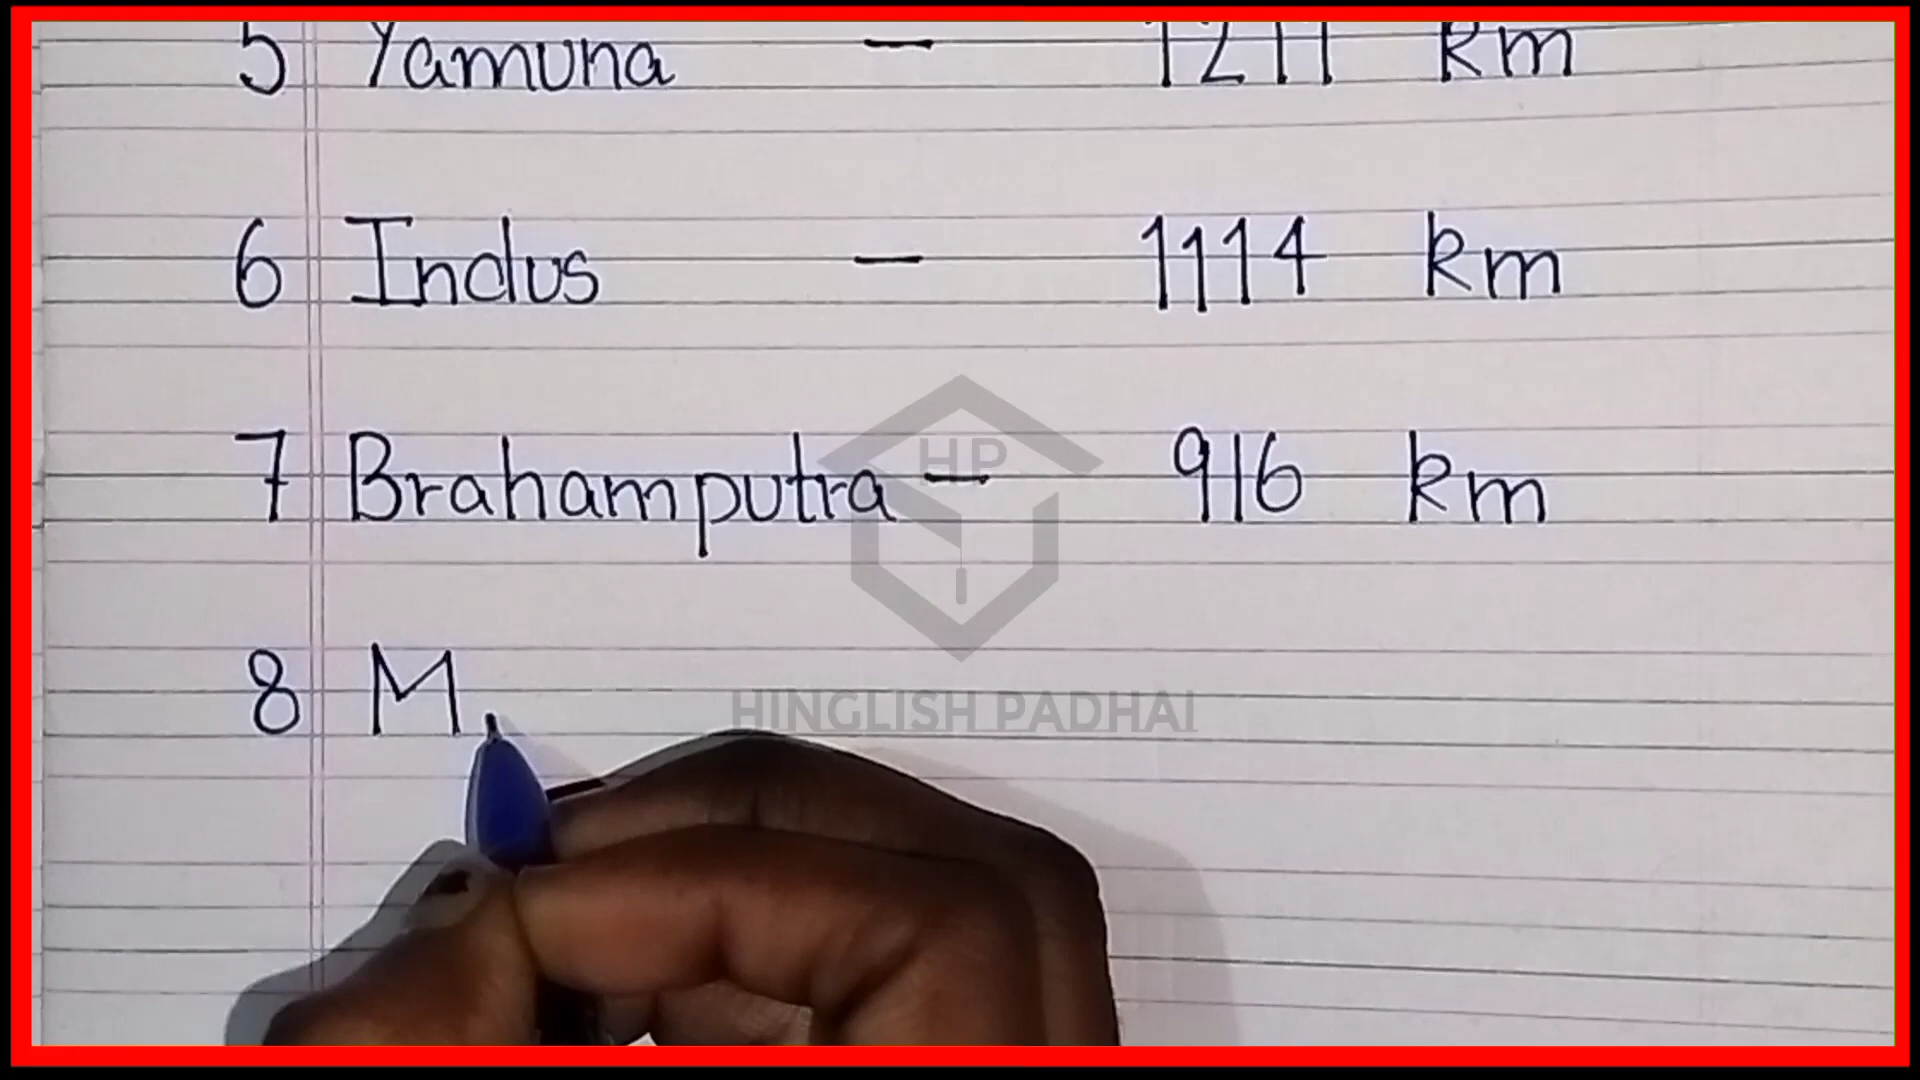 5 Yamuna - 1211 km
6 Indus - 1114 km
7 Brahamputra - 916 km
8 M
HP
HINGLISH PADHAI